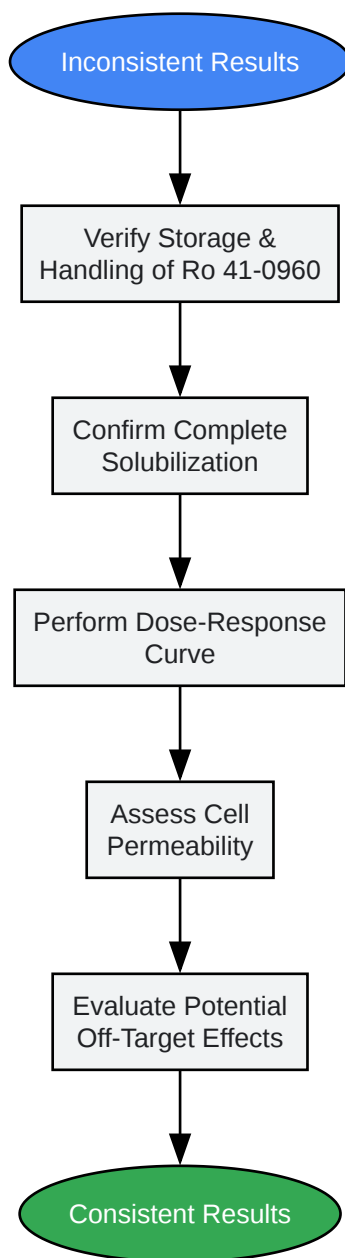 Inconsistent Results
Verify Storage &
Handling of Ro 41-0960
Confirm Complete
Solubilization
Perform Dose-Response
Curve
Assess Cell
Permeability
Evaluate Potential
Off-Target Effects
Consistent Results